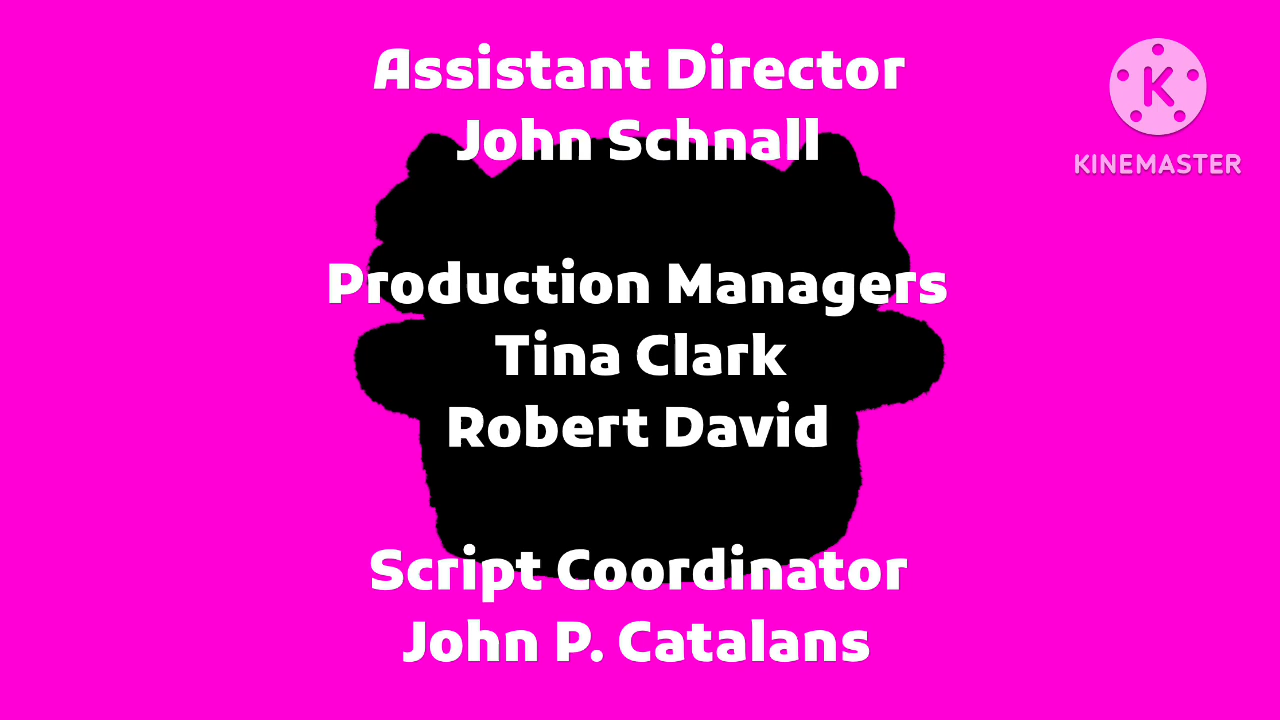 Assistant Director
John Schnall
Production Managers
Tina Clark
Robert David
Script Coordinator
John P. Catalans
K
KINEMASTER